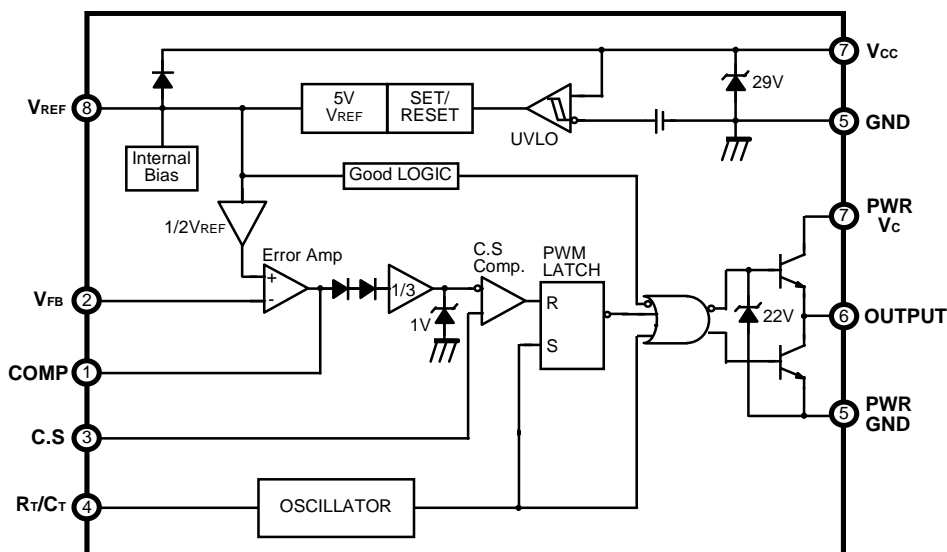 7 Vcc
29V
VREF 8
5V VREF
SET/ RESET
UVLO
5 GND
Internal Bias
Good LOGIC
1/2VREF
7 PWR Vc
Error Amp
C.S Comp.
PWM LATCH
+
-
1/3
1V
R
S
VFB 2
22V
6 OUTPUT
COMP 1
5 PWR GND
C.S 3
RT/CT 4
OSCILLATOR